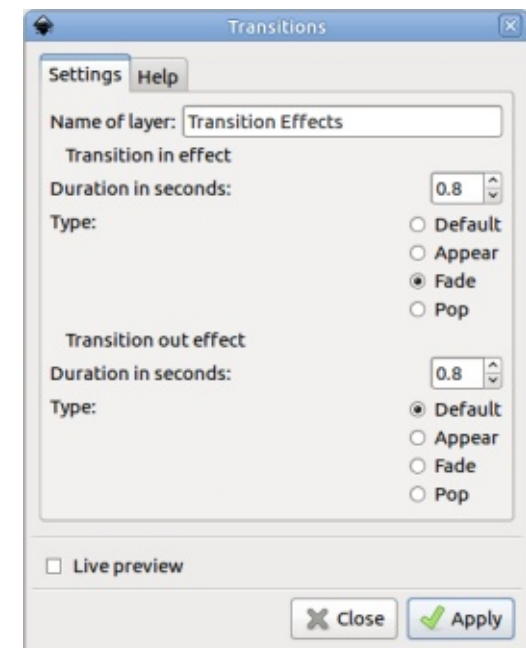 Transitions
Settings Help
Name of layer: Transition Effects
Transition in effect
Duration in seconds: 0.8
Type: Default
Appear
Fade
Pop
Transition out effect
Duration in seconds: 0.8
Type: Default
Appear
Fade
Pop
Live preview
Close Apply